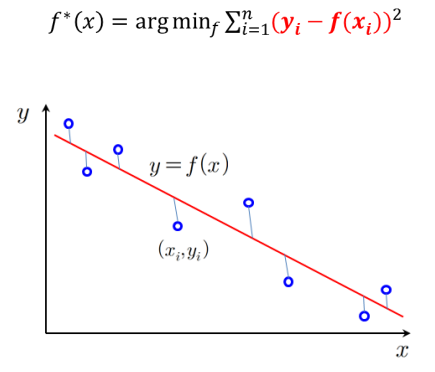 f*(x) = arg min_f ∑_{i=1}^{n}(y_i − f(x_i))²
y
y = f(x)
(x_i, y_i)
x